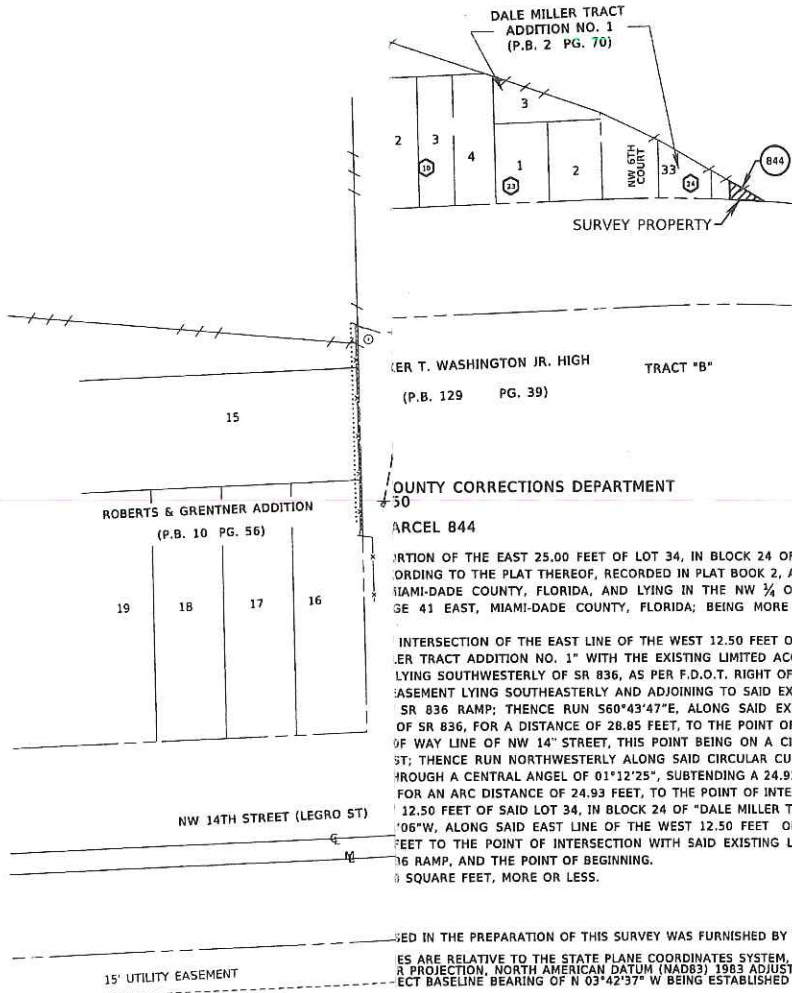 DALE MILLER TRACT
ADDITION NO. 1
(P.B. 2 PG. 70)
3
2
3
4
1
2
NW 6TH
COURT
33
844
10
23
24
SURVEY PROPERTY
KER T. WASHINGTON JR. HIGH
TRACT "B"
(P.B. 129 PG. 39)
15
ROBERTS & GRENTNER ADDITION
(P.B. 10 PG. 56)
19
18
17
16
NW 14TH STREET (LEGRO ST)
15' UTILITY EASEMENT
OUNTY CORRECTIONS DEPARTMENT
50
ARCEL 844
RTION OF THE EAST 25.00 FEET OF LOT 34, IN BLOCK 24 OF
ORDING TO THE PLAT THEREOF, RECORDED IN PLAT BOOK 2, A
MIAMI-DADE COUNTY, FLORIDA, AND LYING IN THE NW ¼ O
GE 41 EAST, MIAMI-DADE COUNTY, FLORIDA; BEING MORE
INTERSECTION OF THE EAST LINE OF THE WEST 12.50 FEET O
LER TRACT ADDITION NO. 1" WITH THE EXISTING LIMITED ACC
LYING SOUTHWESTERLY OF SR 836, AS PER F.D.O.T. RIGHT OF
EASEMENT LYING SOUTHEASTERLY AND ADJOINING TO SAID EX
SR 836 RAMP; THENCE RUN S60°43'47"E, ALONG SAID EX
OF SR 836, FOR A DISTANCE OF 28.85 FEET, TO THE POINT OF
OF WAY LINE OF NW 14" STREET, THIS POINT BEING ON A CI
ST; THENCE RUN NORTHWESTERLY ALONG SAID CIRCULAR CU
HROUGH A CENTRAL ANGEL OF 01°12'25", SUBTENDING A 24.9
FOR AN ARC DISTANCE OF 24.93 FEET, TO THE POINT OF INTE
12.50 FEET OF SAID LOT 34, IN BLOCK 24 OF "DALE MILLER T
'06"W, ALONG SAID EAST LINE OF THE WEST 12.50 FEET O
FEET TO THE POINT OF INTERSECTION WITH SAID EXISTING L
36 RAMP, AND THE POINT OF BEGINNING.
SQUARE FEET, MORE OR LESS.
SED IN THE PREPARATION OF THIS SURVEY WAS FURNISHED BY
ES ARE RELATIVE TO THE STATE PLANE COORDINATES SYSTEM,
R PROJECTION, NORTH AMERICAN DATUM (NAD83) 1983 ADJUST
ECT BASELINE BEARING OF N 03°42'37" W BEING ESTABLISHED